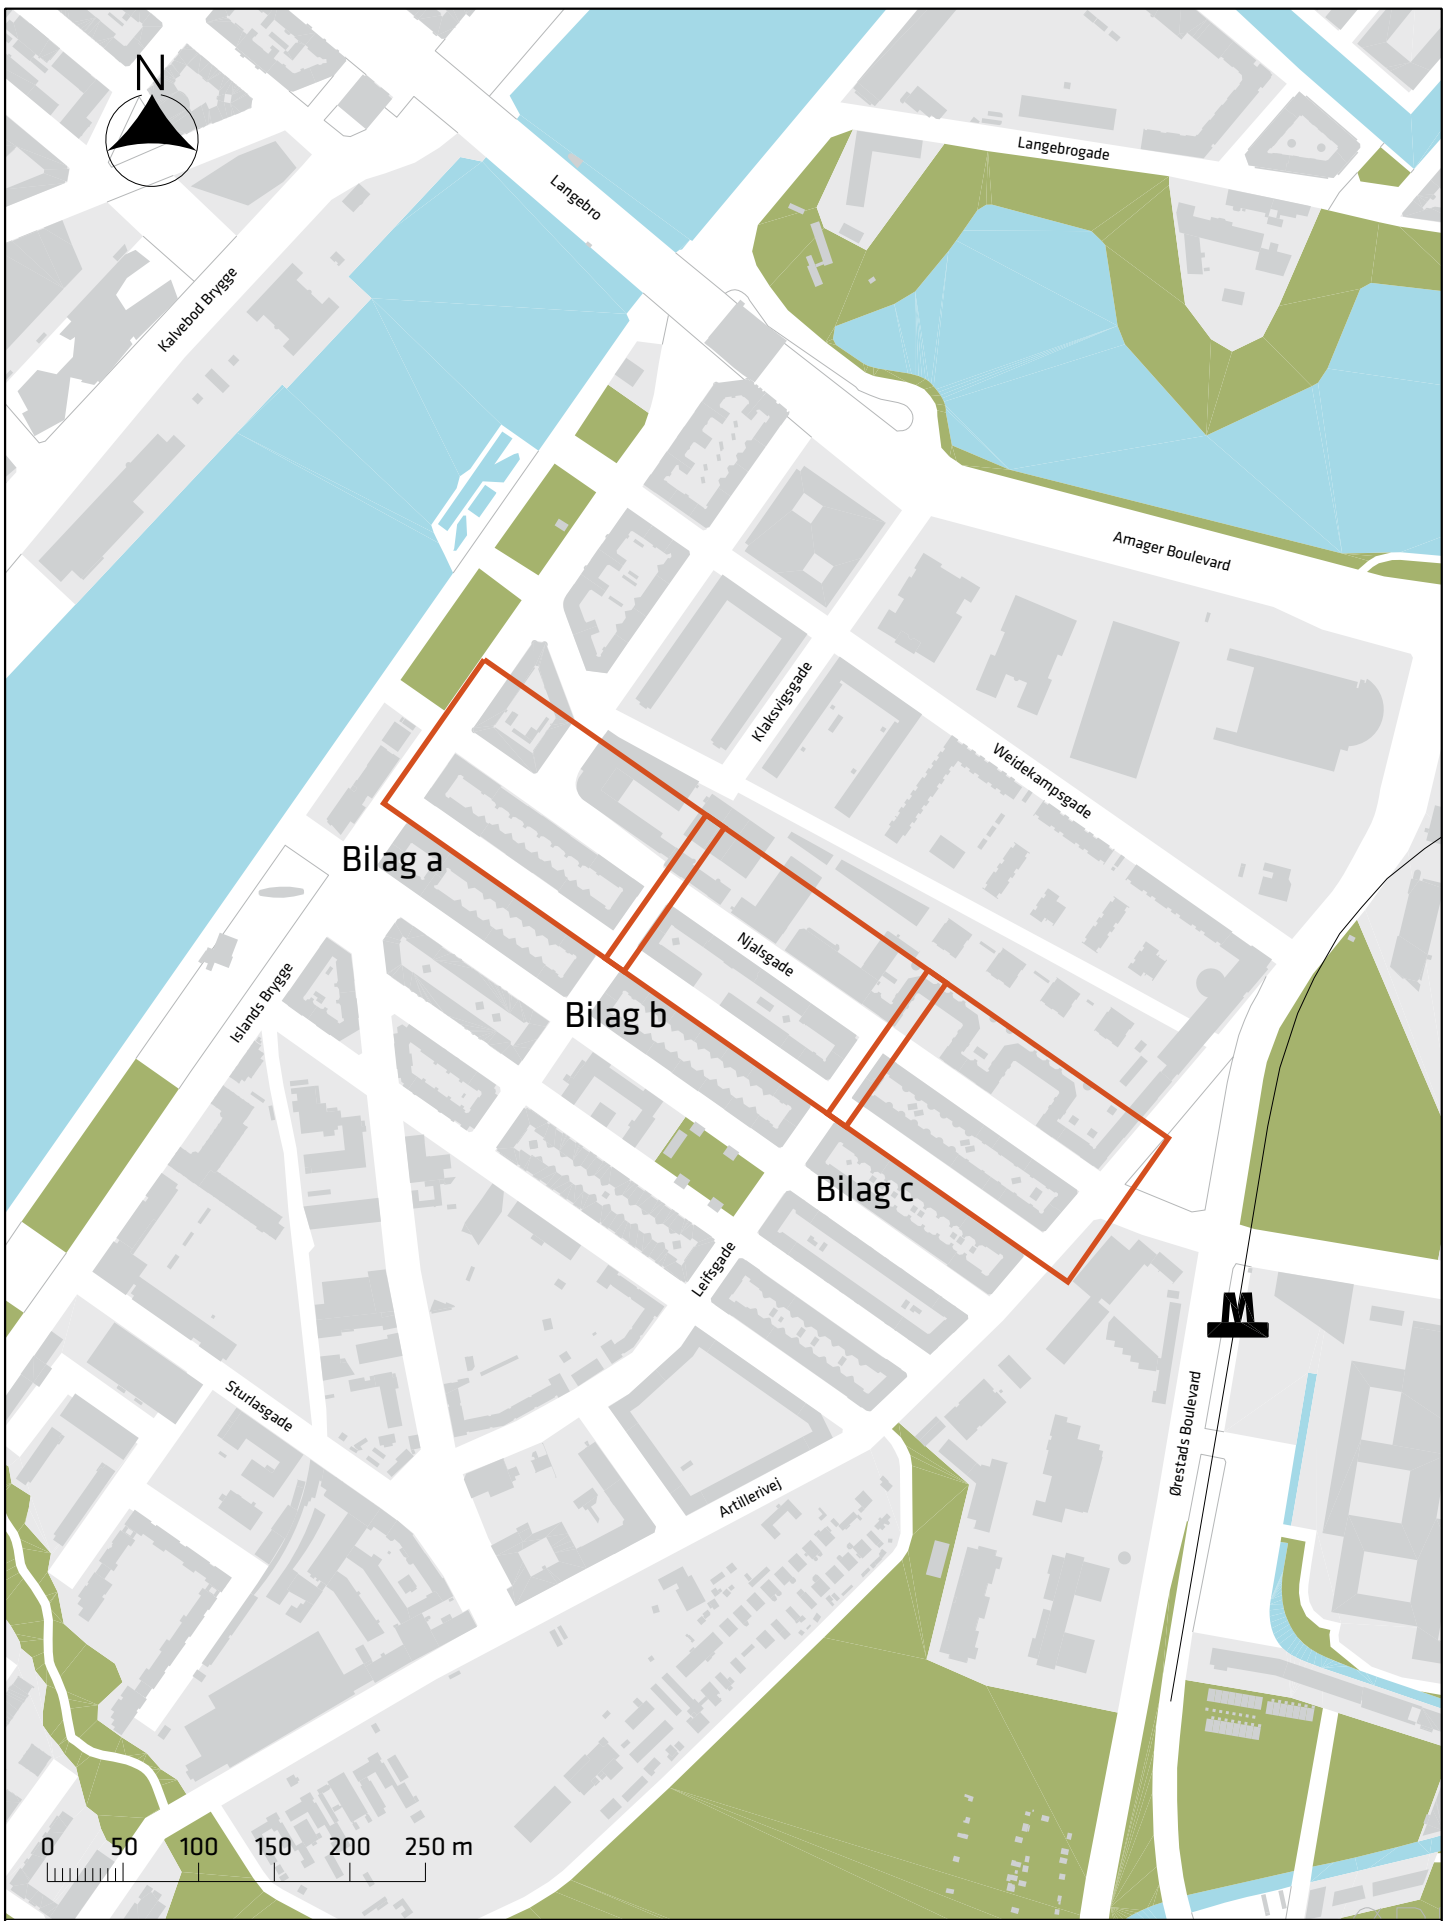 N
Langebrogade
Langebro
Kalvebod Brygge
Amager Boulevard
Klaksvigsgade
Weidekampsgade
Bilag a
Njalsgade
Islands Brygge
Bilag b
Bilag c
Leifsgade
M
Ørestads Boulevard
Sturlasgade
Artillerivej
0 50 100 150 200 250 m